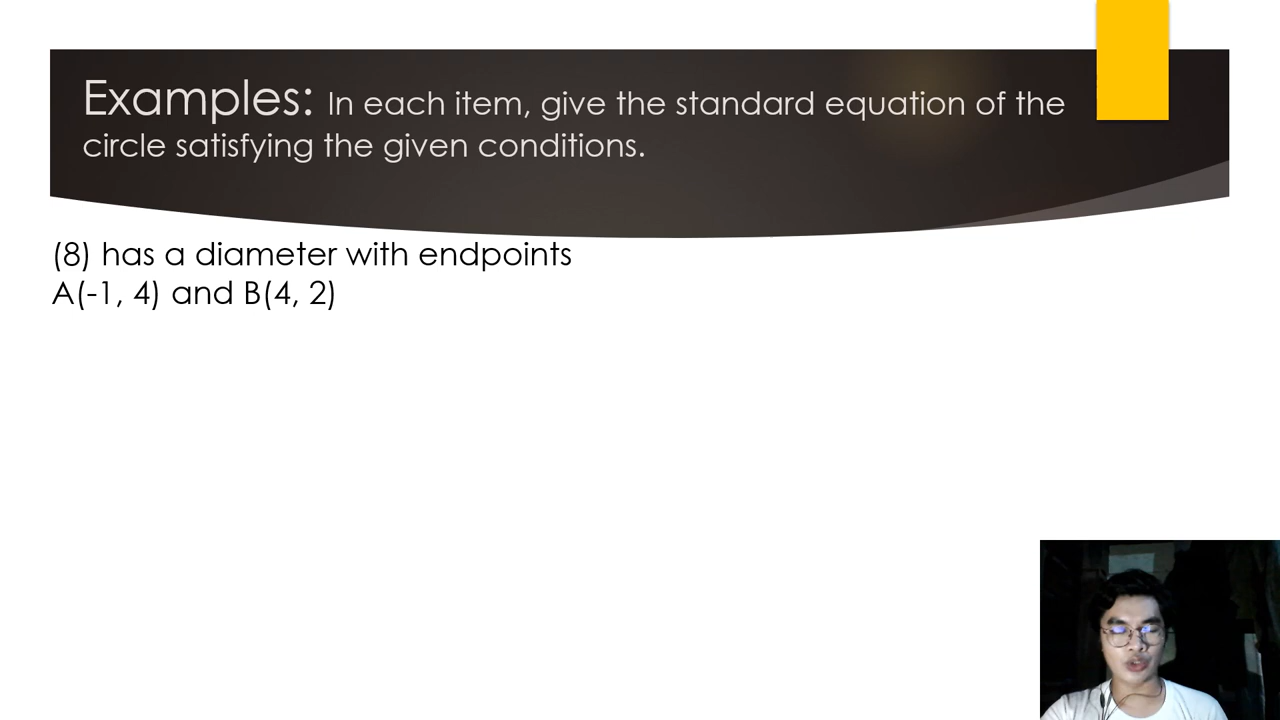 Examples: In each item, give the standard equation of the
circle satisfying the given conditions.
(8) has a diameter with endpoints
A(-1, 4) and B(4, 2)